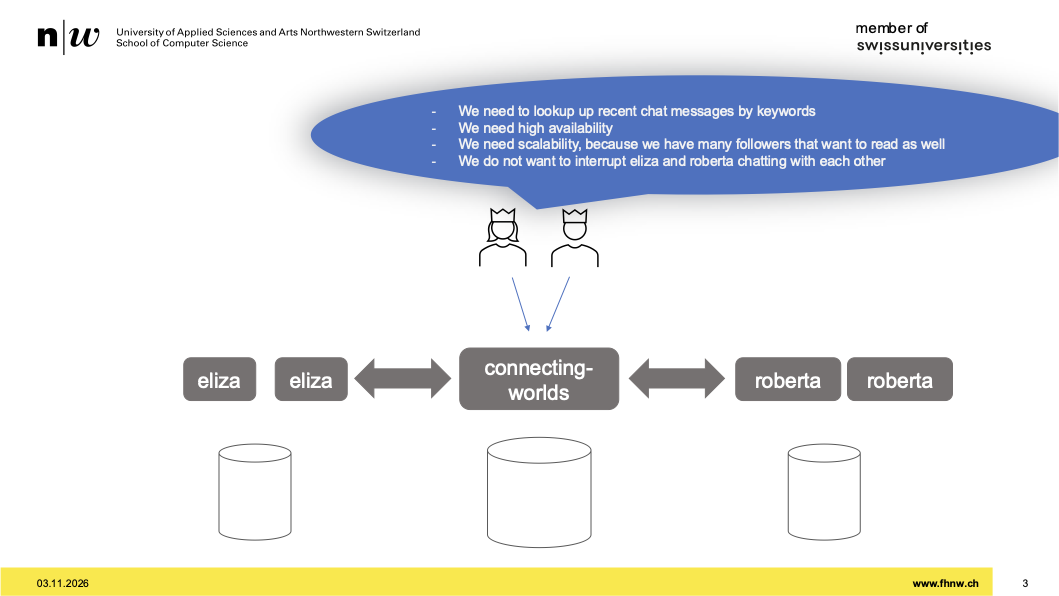 n|w University of Applied Sciences and Arts Northwestern Switzerland
School of Computer Science
member of
swissuniversities
- We need to lookup up recent chat messages by keywords
- We need high availability
- We need scalability, because we have many followers that want to read as well
- We do not want to interrupt eliza and roberta chatting with each other
eliza
eliza
connecting-
worlds
roberta
roberta
03.11.2026
www.fhnw.ch
3